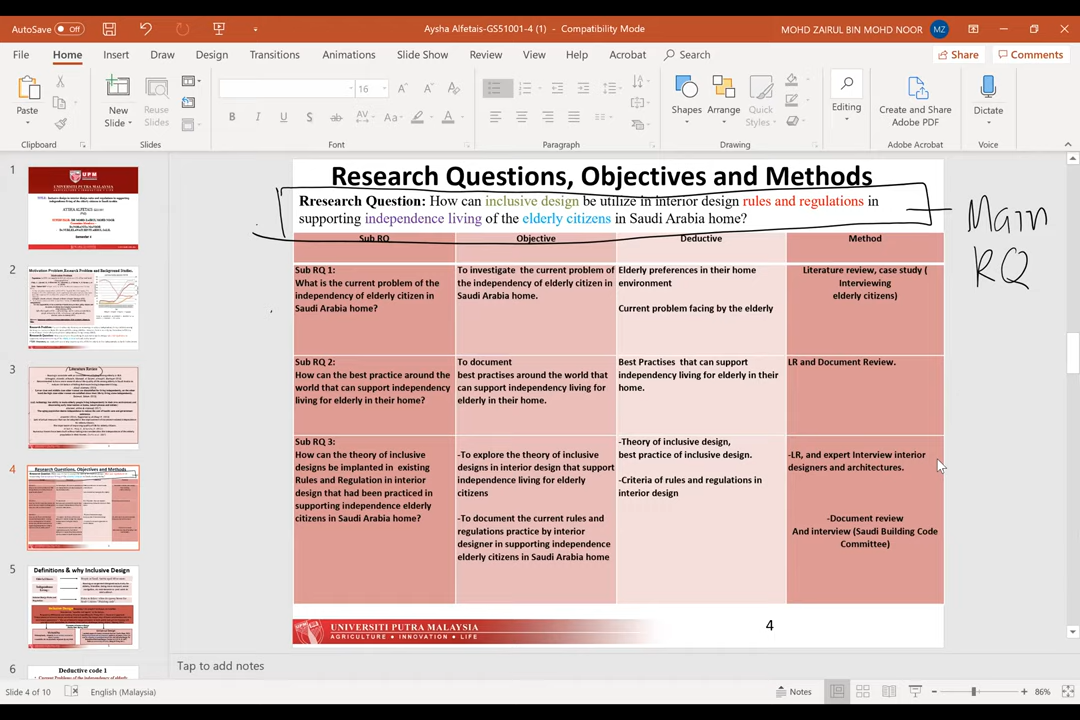 AutoSave Off
Aysha Alfetais-GS51001-4 (1) - Compatibility Mode
MOHD ZAIRUL BIN MOHD NOOR MZ
File Home Insert Draw Design Transitions Animations Slide Show Review View Help Acrobat Search Share Comments
16
Paste New Slide Reuse Slides Shapes Arrange Quick Styles Editing Create and Share Adobe PDF Dictate
Clipboard Slides Font Paragraph Drawing Adobe Acrobat Voice
Research Questions, Objectives and Methods
Rresearch Question: How can inclusive design be utilize in interior design rules and regulations in
supporting independence living of the elderly citizens in Saudi Arabia home?
Main
RQ
Sub RQ Objective Deductive Method
Sub RQ 1:
What is the current problem of the
independency of elderly citizen in
Saudi Arabia home?
To investigate the current problem of
the independency of elderly citizen in
Saudi Arabia home.
Elderly preferences in their home
environment
Current problem facing by the elderly
Literature review, case study (
Interviewing
elderly citizens)
Sub RQ 2:
How can the best practice around the
world that can support independency
living for elderly in their home?
To document
best practises around the world that
can support independency living for
elderly in their home.
Best Practises that can support
independency living for elderly in their
home.
LR and Document Review.
Sub RQ 3:
How can the theory of inclusive
designs be implanted in existing
Rules and Regulation in interior
design that had been practiced in
supporting independence elderly
citizens in Saudi Arabia home?
-To explore the theory of inclusive
designs in interior design that support
independence living for elderly
citizens
-To document the current rules and
regulations practice by interior
designer in supporting independence
elderly citizens in Saudi Arabia home
-Theory of inclusive design,
best practice of inclusive design.
-Criteria of rules and regulations in
interior design
-LR, and expert Interview interior
designers and architectures.
-Document review
And interview (Saudi Building Code
Committee)
UNIVERSITI PUTRA MALAYSIA
AGRICULTURE • INNOVATION • LIFE
4
1
UPM
UNIVERSITI PUTRA MALAYSIA
2
3
Literature Review
4
Research Questions, Objectives and Methods
5
Definitions & why Inclusive Design
6
Deductive code 1
Tap to add notes
Slide 4 of 10 English (Malaysia) Notes 86%